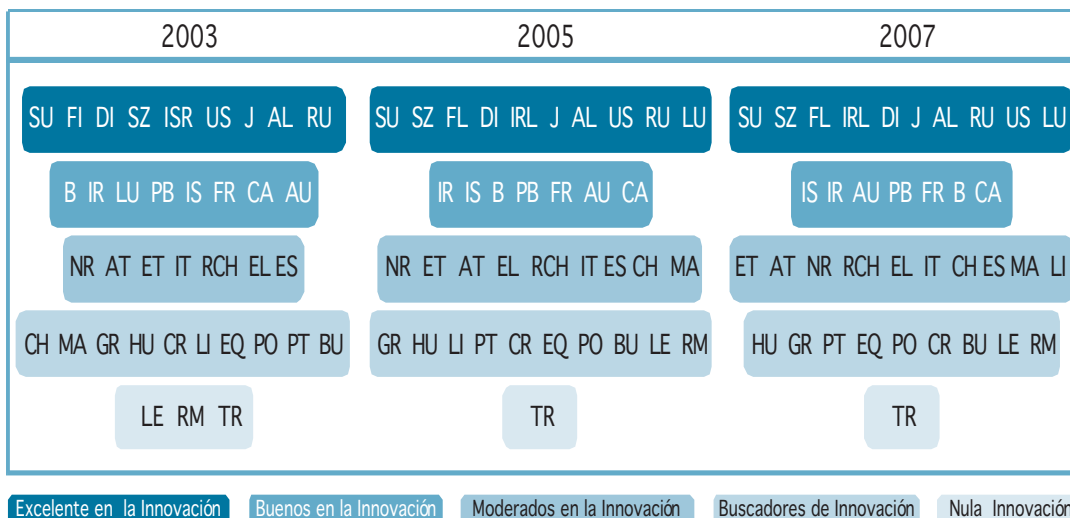 2003 2005 2007
SU FI DI SZ ISR US J AL RU SU SZ FL DI IRL J AL US RU LU SU SZ FL IRL DI J AL RU US LU
B IR LU PB IS FR CA AU IR IS B PB FR AU CA IS IR AU PB FR B CA
NR AT ET IT RCH EL ES NR ET AT EL RCH IT ES CH MA ET AT NR RCH EL IT CH ES MA LI
CH MA GR HU CR LI EQ PO PT BU GR HU LI PT CR EQ PO BU LE RM HU GR PT EQ PO CR BU LE RM
LE RM TR TR TR
Excelente en la Innovación Buenos en la Innovación Moderados en la Innovación Buscadores de Innovación Nula Innovación